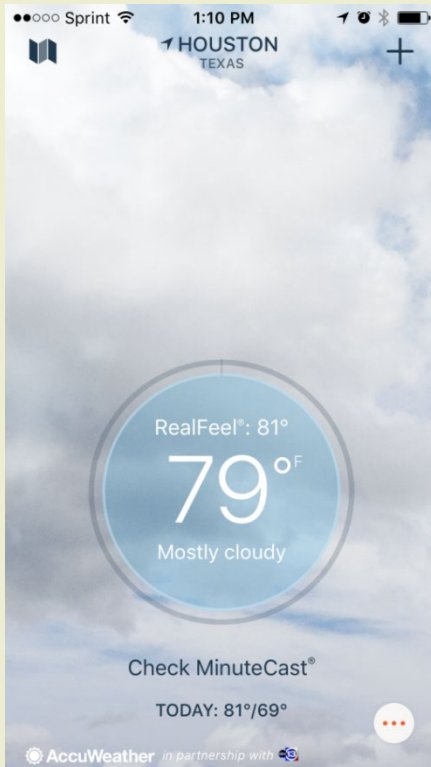 Sprint 1:10 PM
HOUSTON
TEXAS
RealFeel®: 81°
79°F
Mostly cloudy
Check MinuteCast®
TODAY: 81°/69°
AccuWeather in partnership with